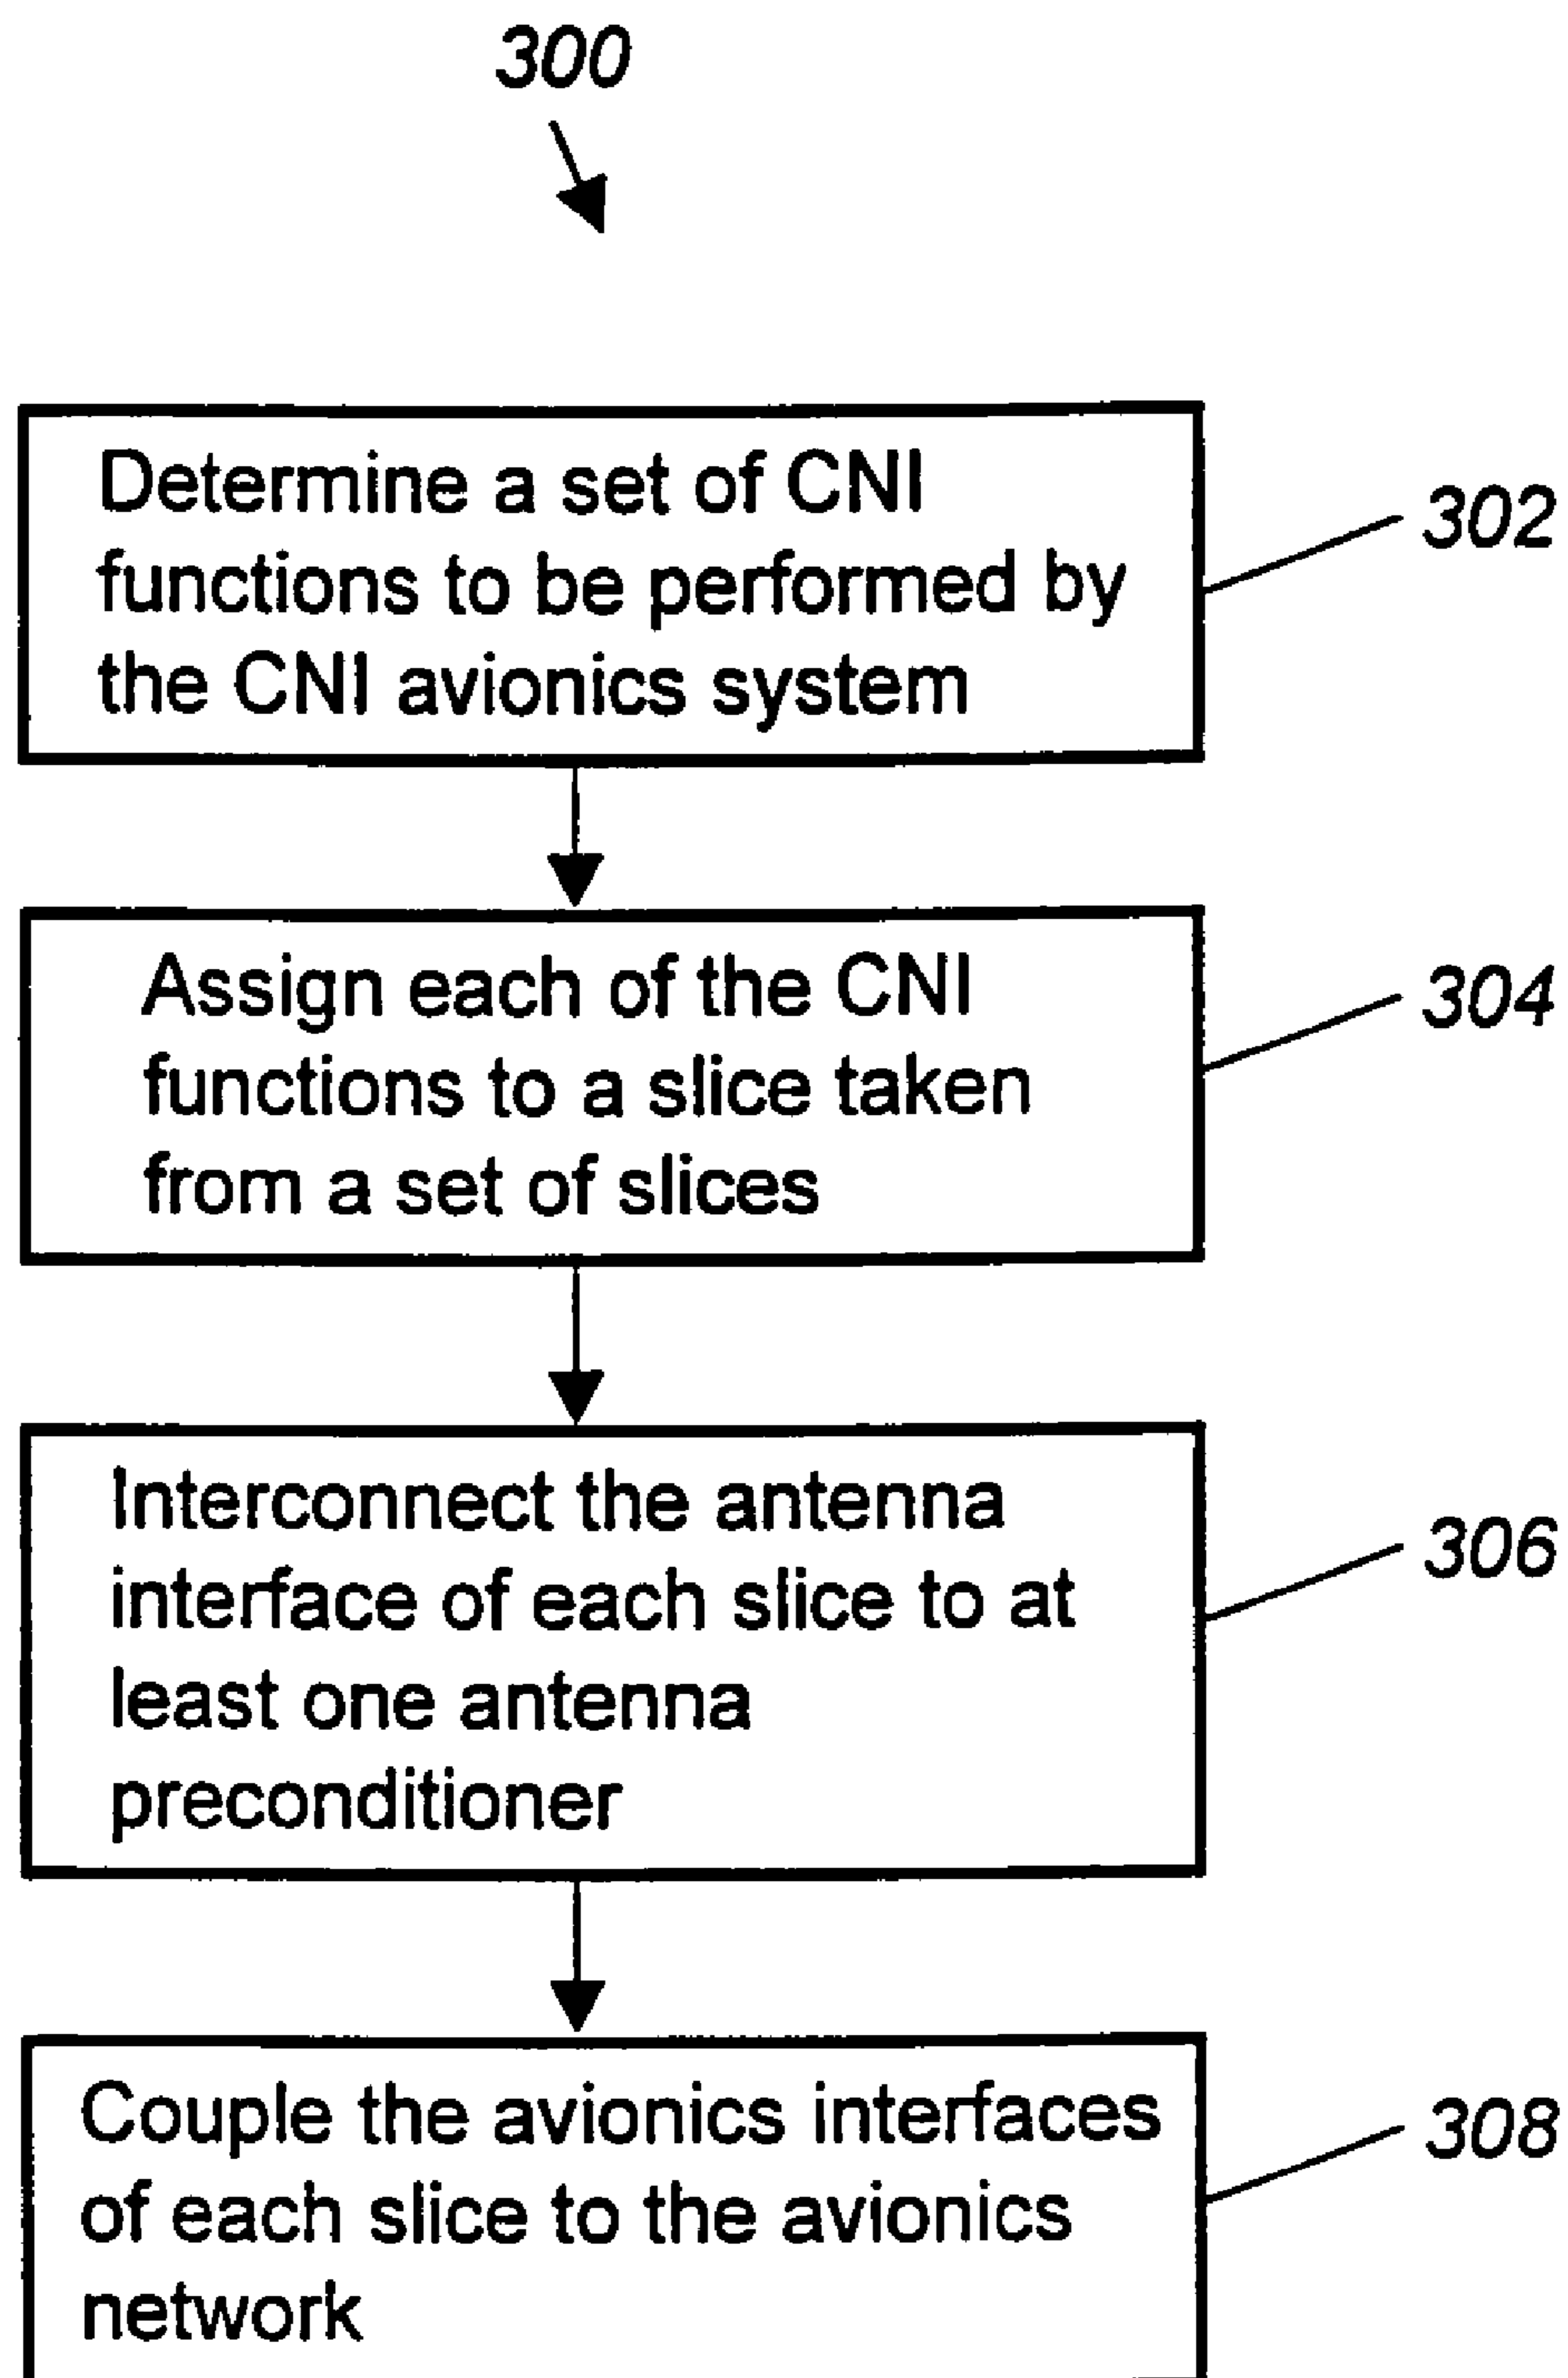 300
Determine a set of CNI
functions to be performed by
the CNI avionics system
302
Assign each of the CNI
functions to a slice taken
from a set of slices
304
Interconnect the antenna
interface of each slice to at
least one antenna
preconditioner
306
Couple the avionics interfaces
of each slice to the avionics
network
308